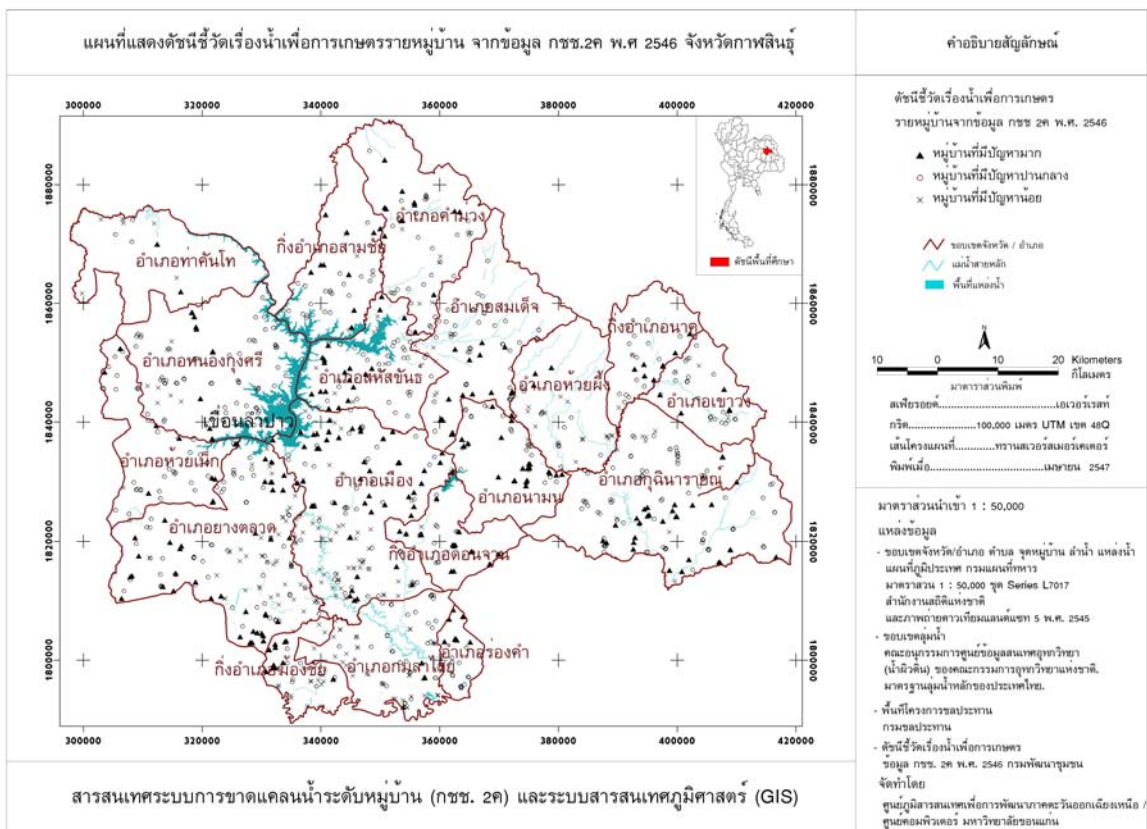 แผนที่แสดงดัชนีชี้วัดเรื่องน้ำเพื่อการเกษตรรายหมู่บ้าน จากข้อมูล กชช.2ค พ.ศ 2546 จังหวัดกาฬสินธุ์
คำอธิบายสัญลักษณ์
300000 320000 340000 360000 380000 400000 420000
1880000
1860000
1840000
1820000
1800000
1880000
1860000
1840000
1820000
1800000
300000 320000 340000 360000 380000 400000 420000
อำเภอคำม่วง
กิ่งอำเภอสามชัย
อำเภอท่าคันโท
อำเภอสมเด็จ
กิ่งอำเภอนาคู
อำเภอหนองกุงศรี
อำเภอสหัสขันธ์
อำเภอห้วยผึ้ง
อำเภอเขาวง
เขื่อนลำปาว
อำเภอห้วยเม็ก
อำเภอเมือง
อำเภอนามน
อำเภอกุฉินารายณ์
อำเภอยางตลาด
กิ่งอำเภอดอนจาน
อำเภอร่องคำ
กิ่งอำเภอฆ้องชัย
อำเภอกมลาไสย
ดัชนีพื้นที่ศึกษา
ดัชนีชี้วัดเรื่องน้ำเพื่อการเกษตร
รายหมู่บ้านจากข้อมูล กชช 2ค พ.ศ. 2546
หมู่บ้านที่มีปัญหามาก
หมู่บ้านที่มีปัญหาปานกลาง
หมู่บ้านที่มีปัญหาน้อย
ขอบเขตจังหวัด / อำเภอ
แม่น้ำสายหลัก
พื้นที่แหล่งน้ำ
N
10 0 10 20 Kilometers
กิโลเมตร
มาตราส่วนพิมพ์
สเฟียรอยด์..........................เอเวอร์เรสท์
กริด....................100,000 เมตร UTM เขต 48Q
เส้นโครงแผนที่.............ทรานสเวอร์สเมอร์เคเตอร์
พิมพ์เมื่อ............................เมษายน 2547
มาตราส่วนนำเข้า 1 : 50,000
แหล่งข้อมูล
- ขอบเขตจังหวัด/อำเภอ ตำบล จุดหมู่บ้าน ลำน้ำ แหล่งน้ำ
แผนที่ภูมิประเทศ กรมแผนที่ทหาร
มาตราส่วน 1 : 50,000 ชุด Series L7017
สำนักงานสถิติแห่งชาติ
และภาพถ่ายดาวเทียมแลนด์แซท 5 พ.ศ. 2545
- ขอบเขตลุ่มน้ำ
คณะอนุกรรมการศูนย์ข้อมูลสนเทศอุทกวิทยา
(น้ำผิวดิน) ของคณะกรรมการอุทกวิทยาแห่งชาติ.
มาตรฐานลุ่มน้ำหลักของประเทศไทย.
- พื้นที่โครงการชลประทาน
กรมชลประทาน
- ดัชนีชี้วัดเรื่องน้ำเพื่อการเกษตร
ข้อมูล กชช. 2ค พ.ศ. 2546 กรมพัฒนาชุมชน
จัดทำโดย
ศูนย์ภูมิสารสนเทศเพื่อการพัฒนาภาคตะวันออกเฉียงเหนือ /
ศูนย์คอมพิวเตอร์ มหาวิทยาลัยขอนแก่น
สารสนเทศระบบการขาดแคลนน้ำระดับหมู่บ้าน (กชช. 2ค) และระบบสารสนเทศภูมิศาสตร์ (GIS)